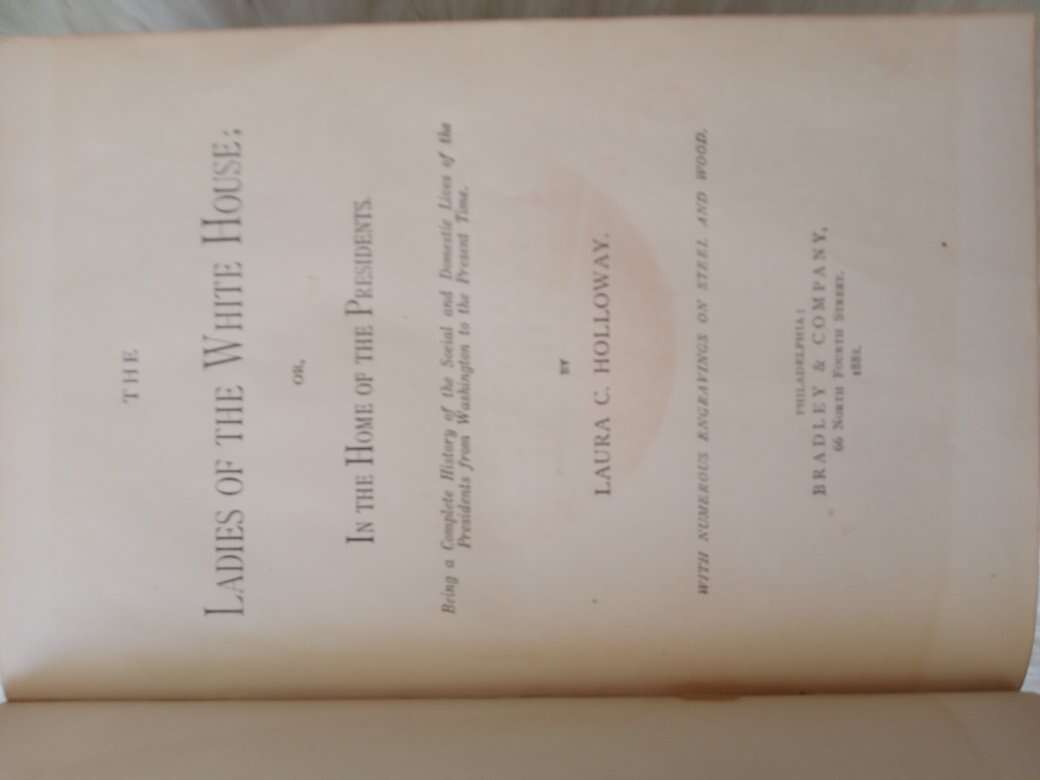 THE
LADIES OF THE WHITE HOUSE;
OR,
IN THE HOME OF THE PRESIDENTS.
Being a Complete History of the Social and Domestic Lives of the
Presidents from Washington to the Present Time.
BY
LAURA C. HOLLOWAY.
WITH NUMEROUS ENGRAVINGS ON STEEL AND WOOD.
PHILADELPHIA:
BRADLEY & COMPANY,
66 NORTH FOURTH STREET.
1881.